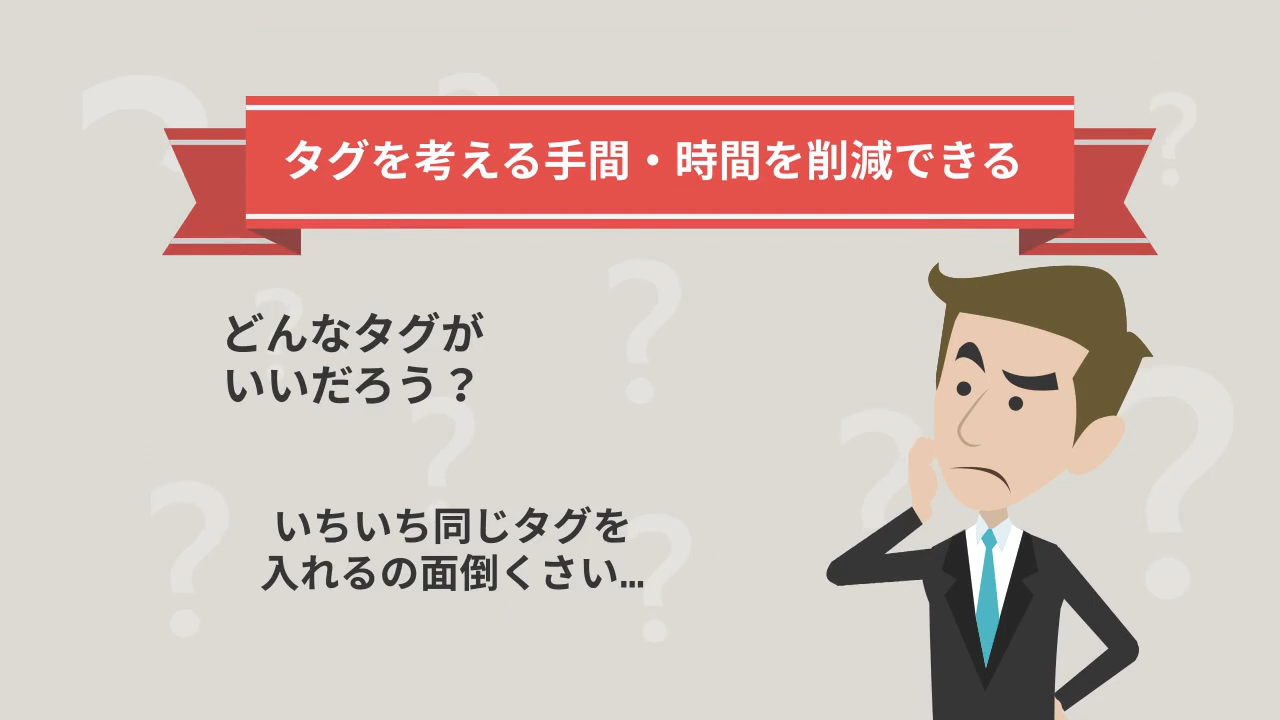 タグを考える手間・時間を削減できる
どんなタグが
いいだろう？
いちいち同じタグを
入れるの面倒くさい...